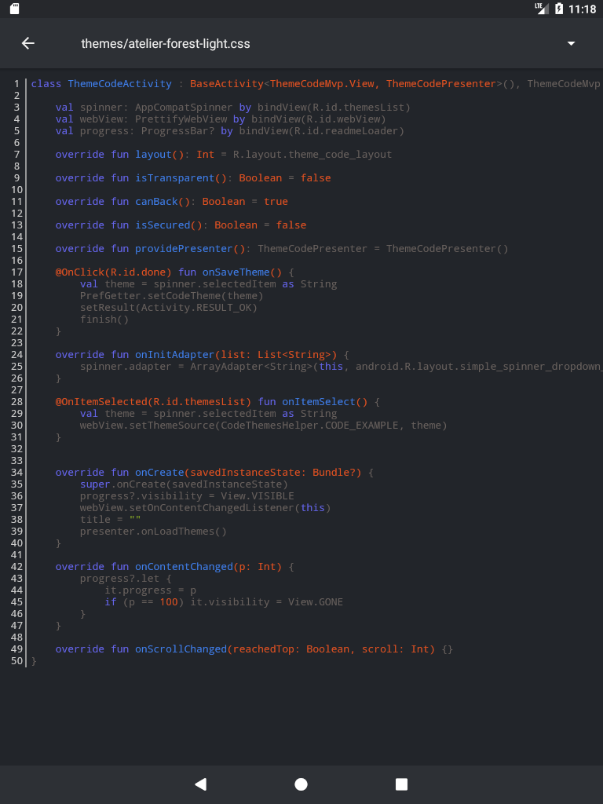 LTE 11:18
themes/atelier-forest-light.css
1 class ThemeCodeActivity : BaseActivity<ThemeCodeMvp.View, ThemeCodePresenter>(), ThemeCodeMvp
2
3     val spinner: AppCompatSpinner by bindView(R.id.themesList)
4     val webView: PrettifyWebView by bindView(R.id.webView)
5     val progress: ProgressBar? by bindView(R.id.readmeLoader)
6
7     override fun layout(): Int = R.layout.theme_code_layout
8
9     override fun isTransparent(): Boolean = false
10
11     override fun canBack(): Boolean = true
12
13     override fun isSecured(): Boolean = false
14
15     override fun providePresenter(): ThemeCodePresenter = ThemeCodePresenter()
16
17     @OnClick(R.id.done) fun onSaveTheme() {
18         val theme = spinner.selectedItem as String
19         PrefGetter.setCodeTheme(theme)
20         setResult(Activity.RESULT_OK)
21         finish()
22     }
23
24     override fun onInitAdapter(list: List<String>) {
25         spinner.adapter = ArrayAdapter<String>(this, android.R.layout.simple_spinner_dropdown_
26     }
27
28     @OnItemSelected(R.id.themesList) fun onItemSelect() {
29         val theme = spinner.selectedItem as String
30         webView.setThemeSource(CodeThemesHelper.CODE_EXAMPLE, theme)
31     }
32
33
34     override fun onCreate(savedInstanceState: Bundle?) {
35         super.onCreate(savedInstanceState)
36         progress?.visibility = View.VISIBLE
37         webView.setOnContentChangedListener(this)
38         title = ""
39         presenter.onLoadThemes()
40     }
41
42     override fun onContentChanged(p: Int) {
43         progress?.let {
44             it.progress = p
45             if (p == 100) it.visibility = View.GONE
46         }
47     }
48
49     override fun onScrollChanged(reachedTop: Boolean, scroll: Int) {}
50 }